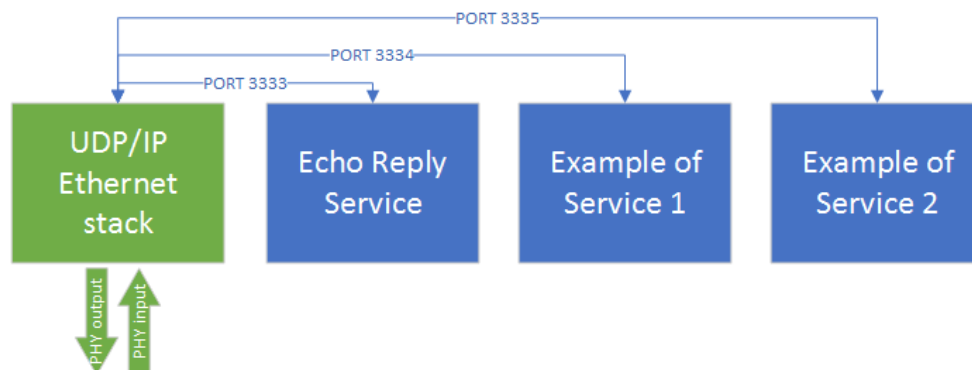 PORT 3335
PORT 3334
PORT 3333
UDP/IP
Ethernet
stack
Echo Reply
Service
Example of
Service 1
Example of
Service 2
PHY output
PHY input